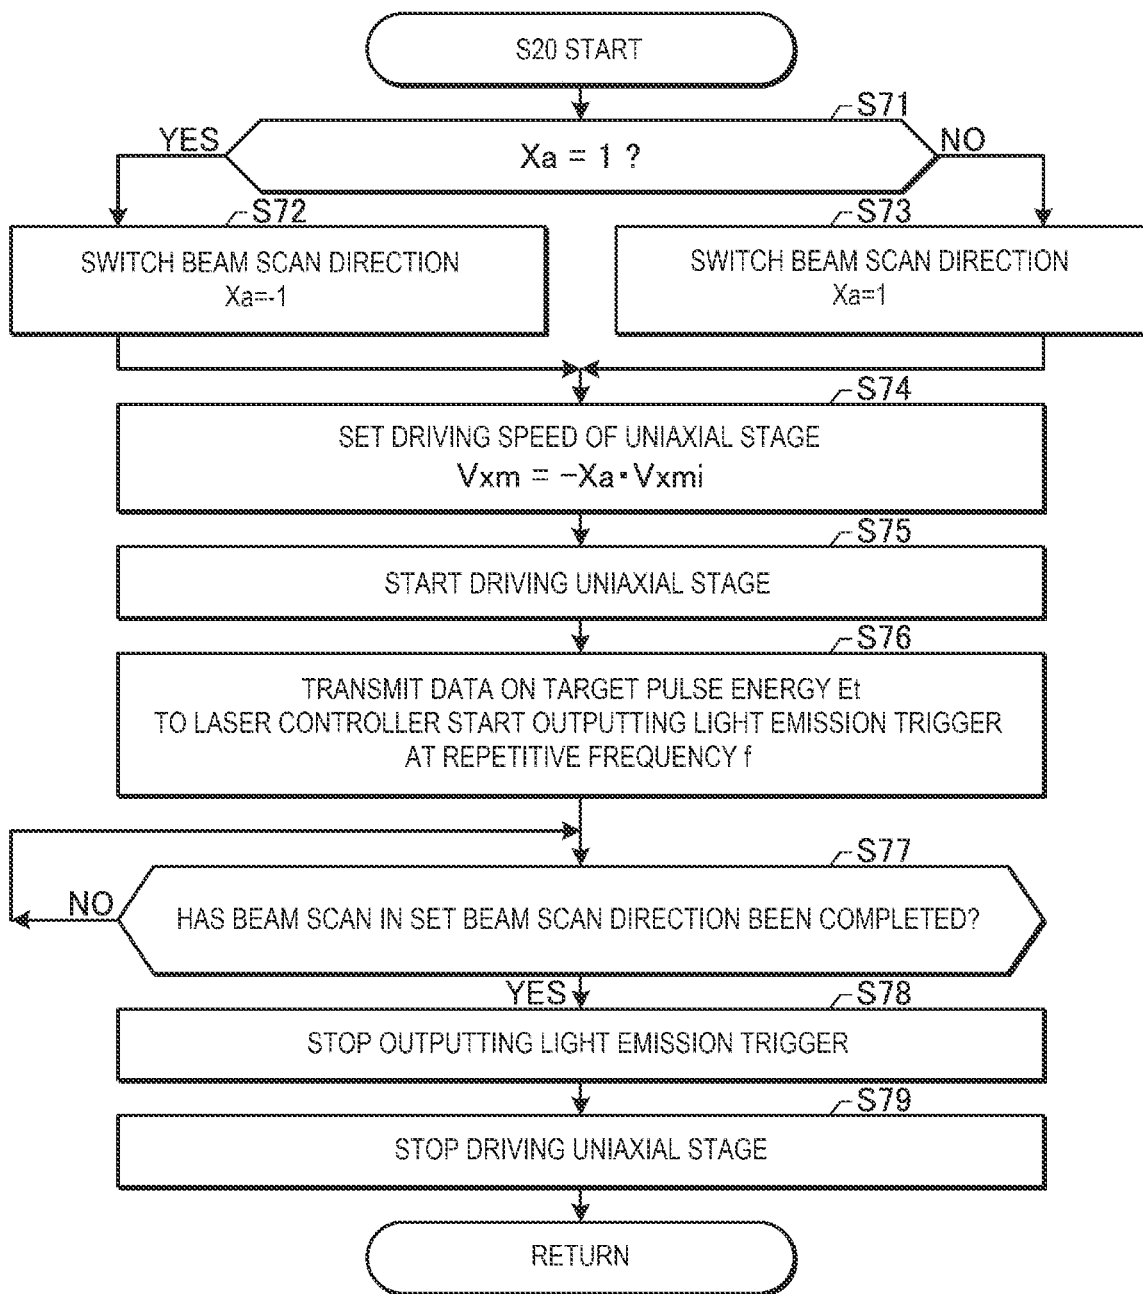 S20 START
S71
YES
Xa = 1 ?
NO
S72
SWITCH BEAM SCAN DIRECTION
Xa=-1
S73
SWITCH BEAM SCAN DIRECTION
Xa=1
S74
SET DRIVING SPEED OF UNIAXIAL STAGE
Vxm = −Xa・Vxmi
S75
START DRIVING UNIAXIAL STAGE
S76
TRANSMIT DATA ON TARGET PULSE ENERGY Et
TO LASER CONTROLLER START OUTPUTTING LIGHT EMISSION TRIGGER
AT REPETITIVE FREQUENCY f
S77
NO
HAS BEAM SCAN IN SET BEAM SCAN DIRECTION BEEN COMPLETED?
YES
S78
STOP OUTPUTTING LIGHT EMISSION TRIGGER
S79
STOP DRIVING UNIAXIAL STAGE
RETURN